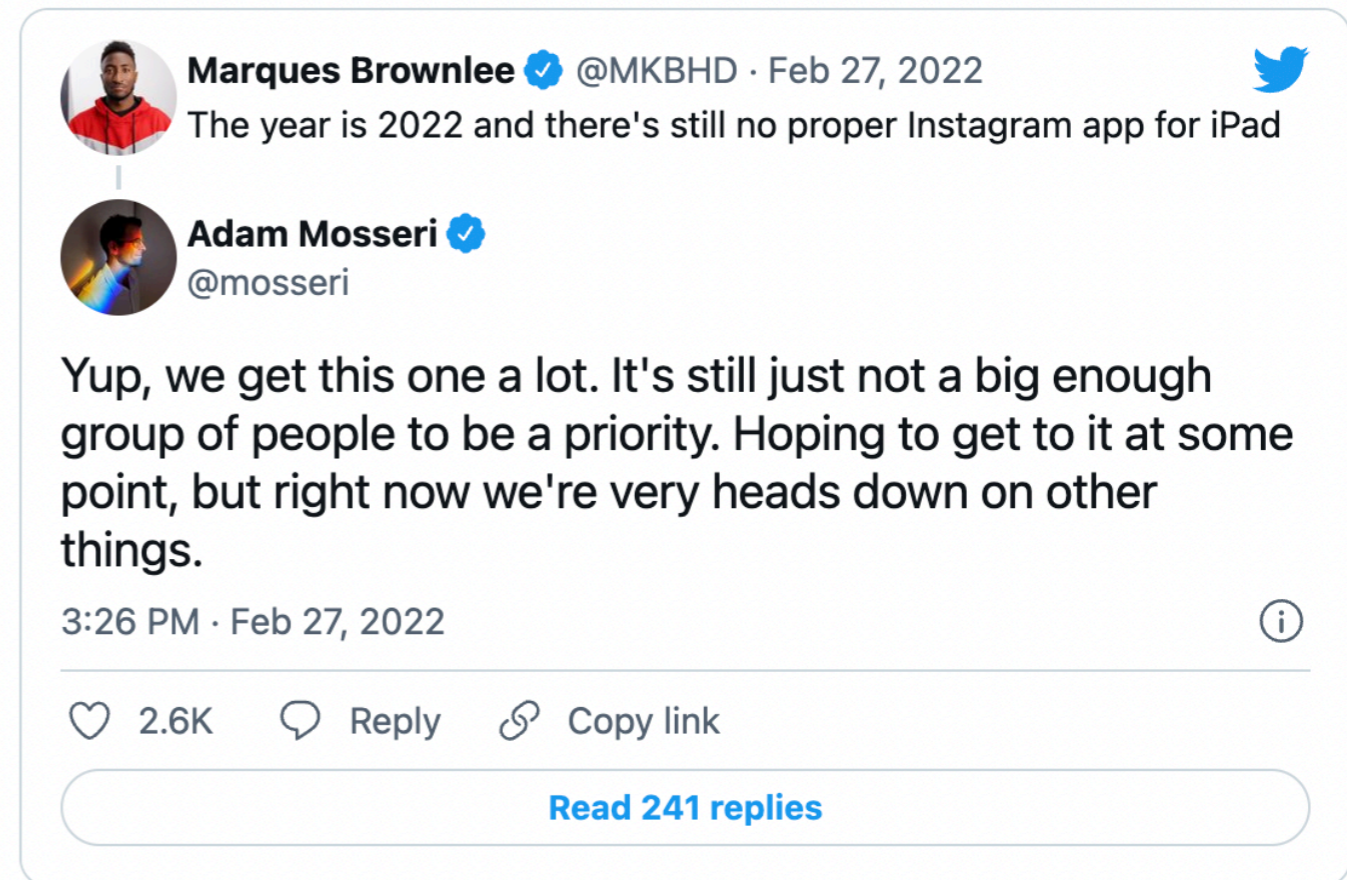 Marques Brownlee @MKBHD · Feb 27, 2022
The year is 2022 and there's still no proper Instagram app for iPad
Adam Mosseri
@mosseri
Yup, we get this one a lot. It's still just not a big enough
group of people to be a priority. Hoping to get to it at some
point, but right now we're very heads down on other
things.
3:26 PM · Feb 27, 2022
2.6K Reply Copy link
Read 241 replies